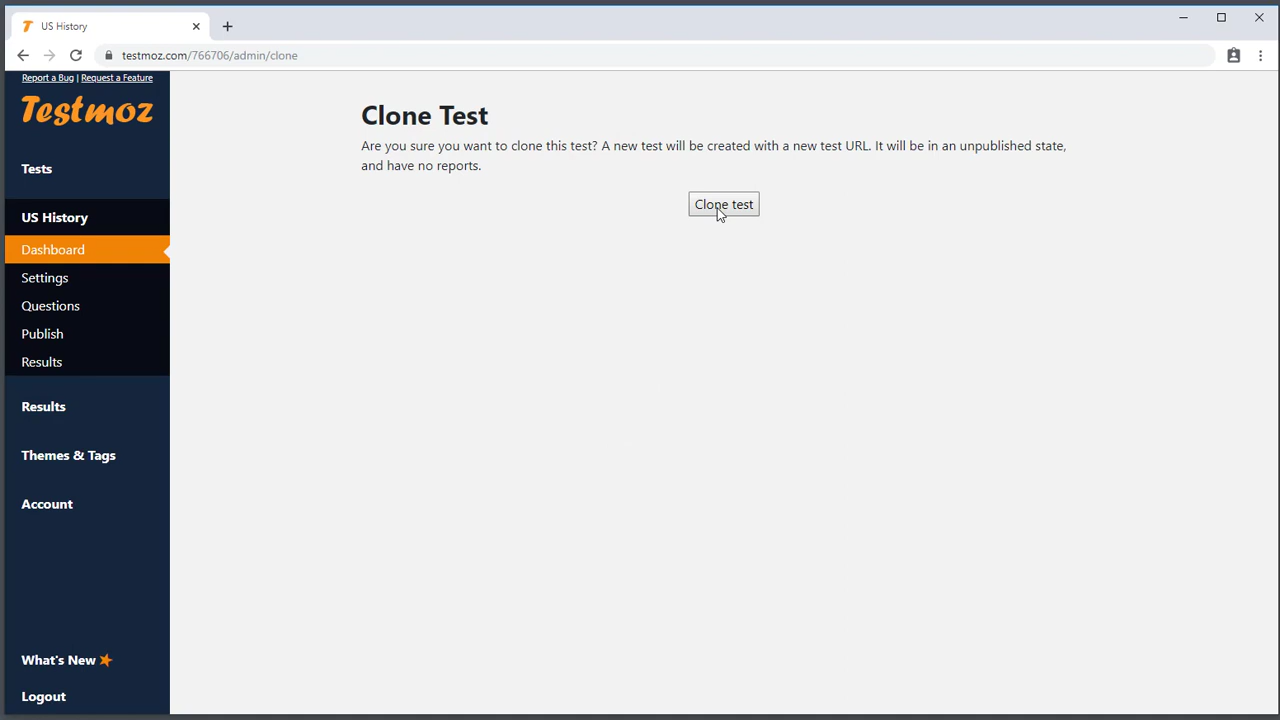 US History
testmoz.com/766706/admin/clone
Report a Bug | Request a Feature
Testmoz
Tests
US History
Dashboard
Settings
Questions
Publish
Results
Results
Themes & Tags
Account
What's New
Logout
Clone Test
Are you sure you want to clone this test? A new test will be created with a new test URL. It will be in an unpublished state,
and have no reports.
Clone test